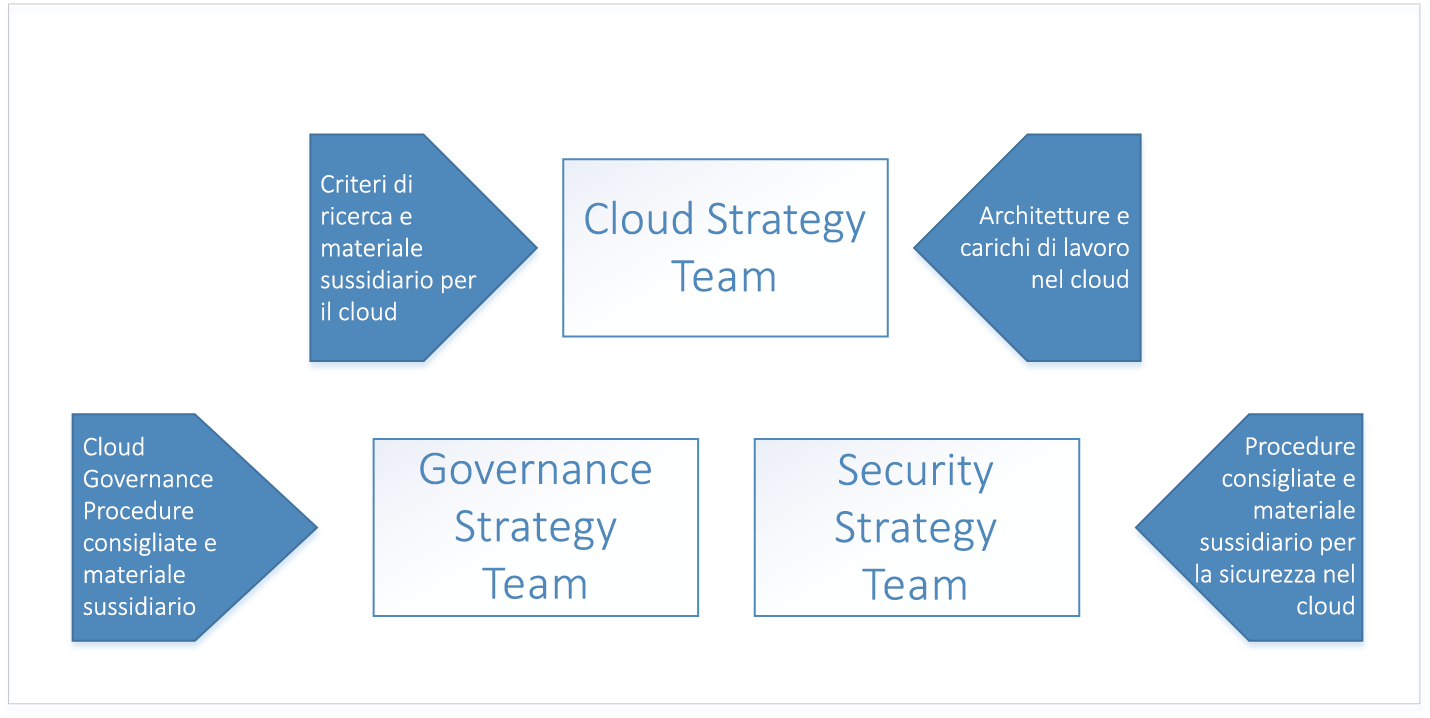 Criteri di
ricerca e
materiale
sussidiario per
il cloud
Cloud Strategy
Team
Architetture e
carichi di lavoro
nel cloud
Cloud
Governance
Procedure
consigliate e
materiale
sussidiario
Governance
Strategy
Team
Security
Strategy
Team
Procedure
consigliate e
materiale
sussidiario per
la sicurezza nel
cloud